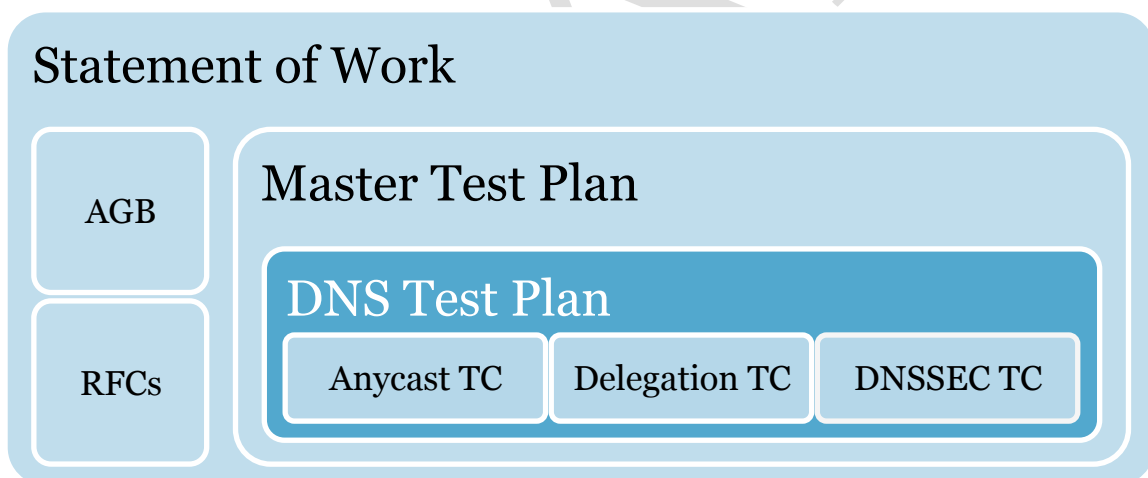 Statement of Work
AGB
Master Test Plan
DNS Test Plan
RFCs
Anycast TC
Delegation TC
DNSSEC TC